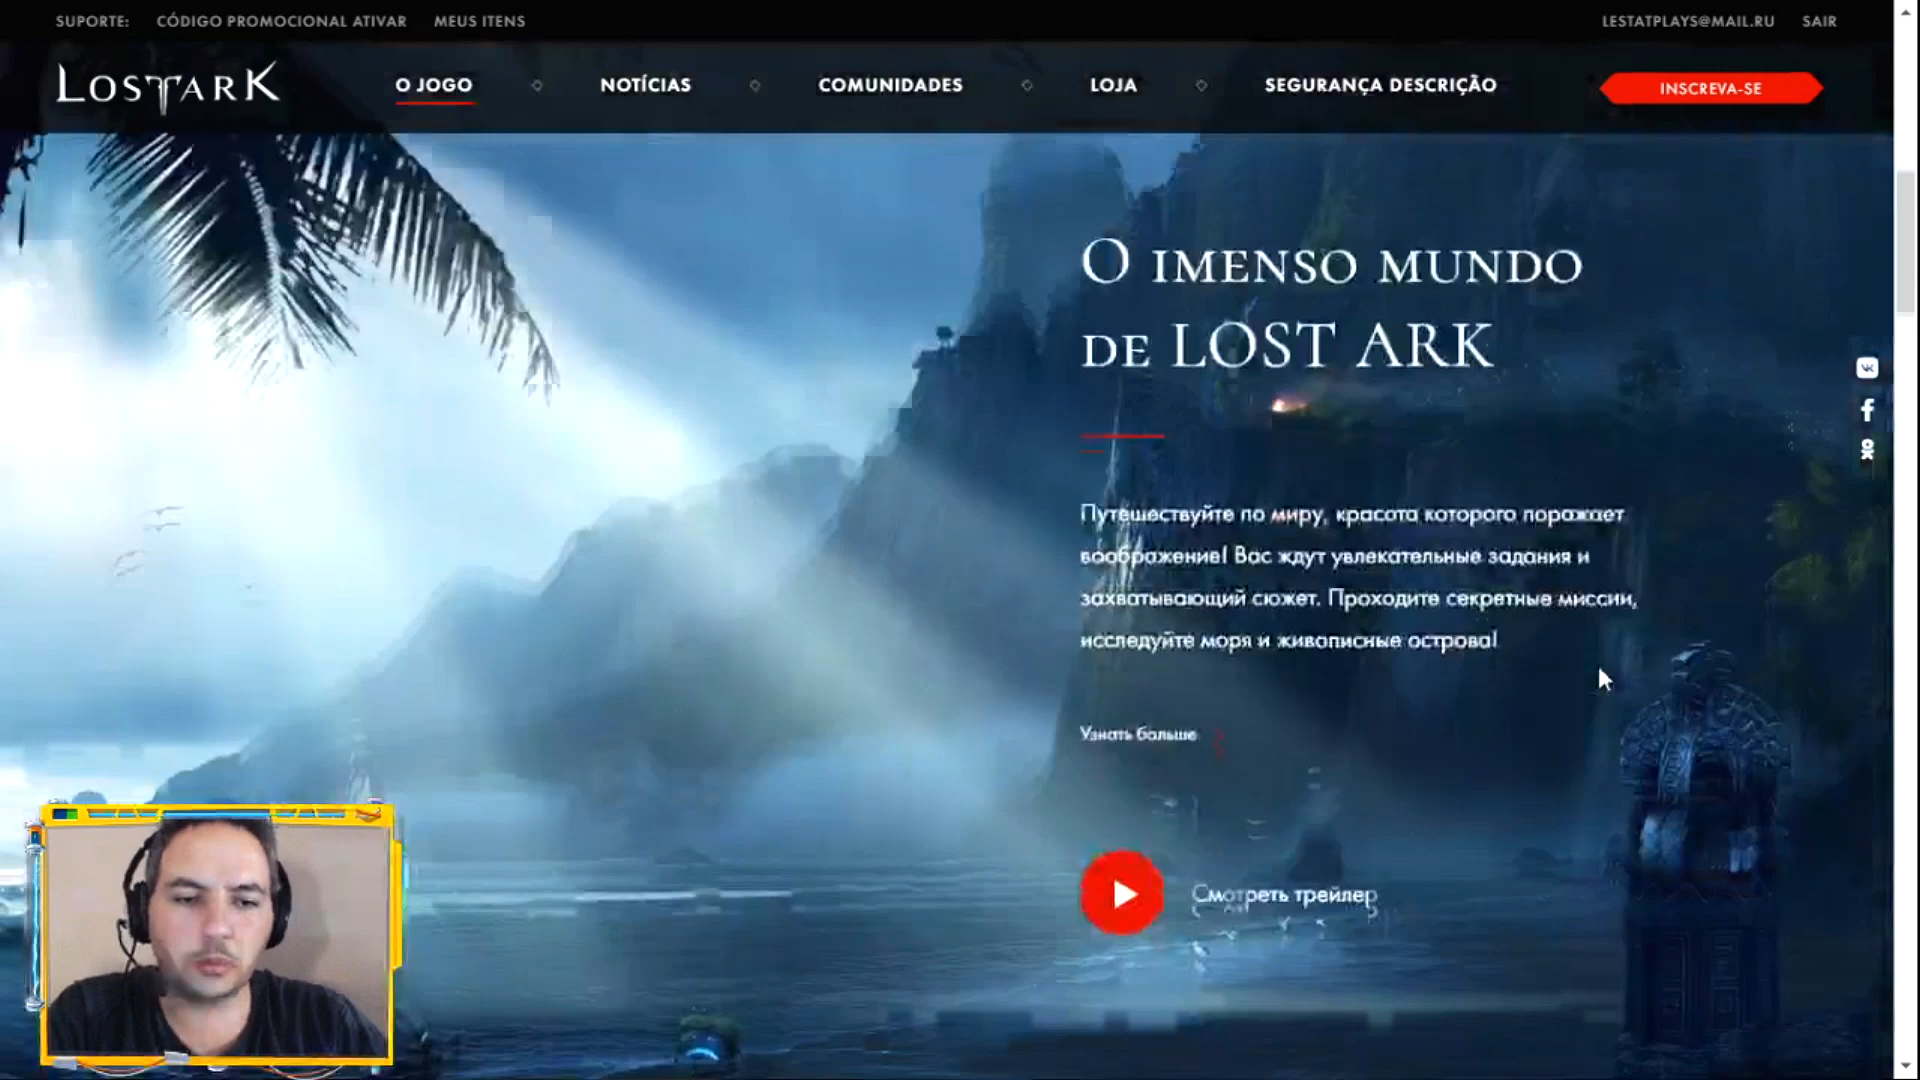 SUPORTE: CÓDIGO PROMOCIONAL ATIVAR MEUS ITENS LESTATPLAYS@MAIL.RU SAIR
LOSTARK O JOGO NOTÍCIAS COMUNIDADES LOJA SEGURANÇA DESCRIÇÃO INSCREVA-SE
O IMENSO MUNDO
DE LOST ARK
Путешествуйте по миру, красота которого поражает
воображение! Вас ждут увлекательные задания и
захватывающий сюжет. Проходите секретные миссии,
исследуйте моря и живописные острова!
Узнать больше
Смотреть трейлер